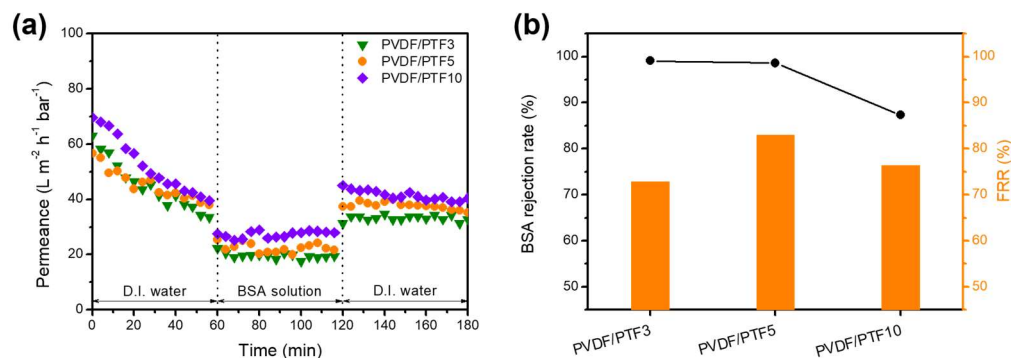 (a)
100
80
60
40
20
0
Permeance (L m⁻² h⁻¹ bar⁻¹)
PVDF/PTF3
PVDF/PTF5
PVDF/PTF10
D.I. water
BSA solution
D.I. water
0 20 40 60 80 100 120 140 160 180
Time (min)
(b)
100
90
80
70
60
50
BSA rejection rate (%)
100
90
80
70
60
50
FRR (%)
PVDF/PTF3
PVDF/PTF5
PVDF/PTF10